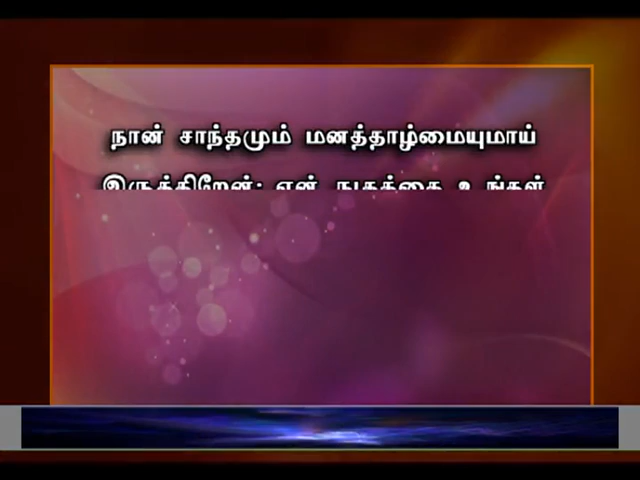 நான் சாந்தமும் மனத்தாழ்மையுமாய்
இருக்கிறேன்; என் நுகத்தை உங்கள்